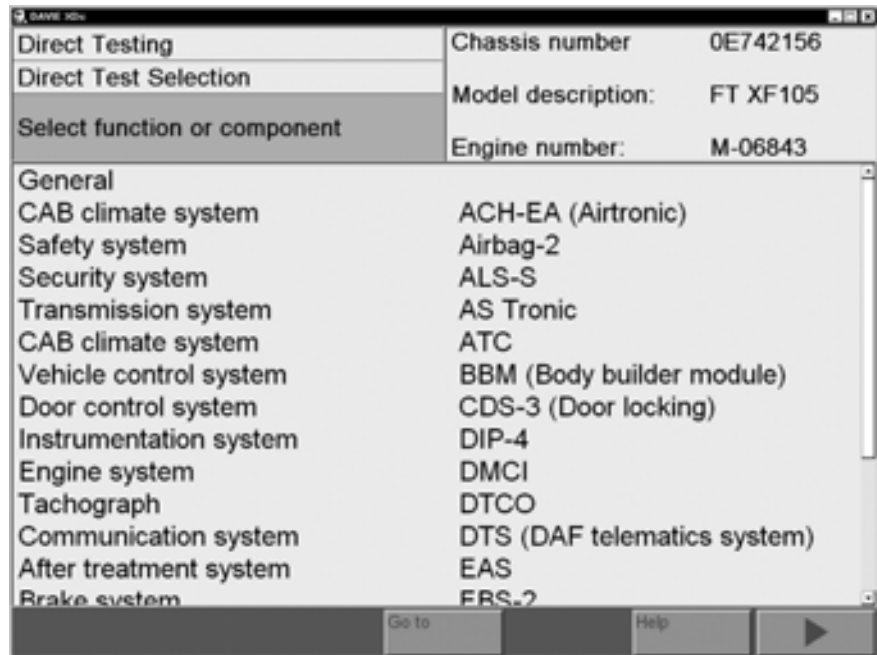 DAVIE XDc
Direct Testing
Direct Test Selection
Select function or component
Chassis number 0E742156
Model description: FT XF105
Engine number: M-06843
General
CAB climate system ACH-EA (Airtronic)
Safety system Airbag-2
Security system ALS-S
Transmission system AS Tronic
CAB climate system ATC
Vehicle control system BBM (Body builder module)
Door control system CDS-3 (Door locking)
Instrumentation system DIP-4
Engine system DMCI
Tachograph DTCO
Communication system DTS (DAF telematics system)
After treatment system EAS
Brake system EBS-2
Go to
Help